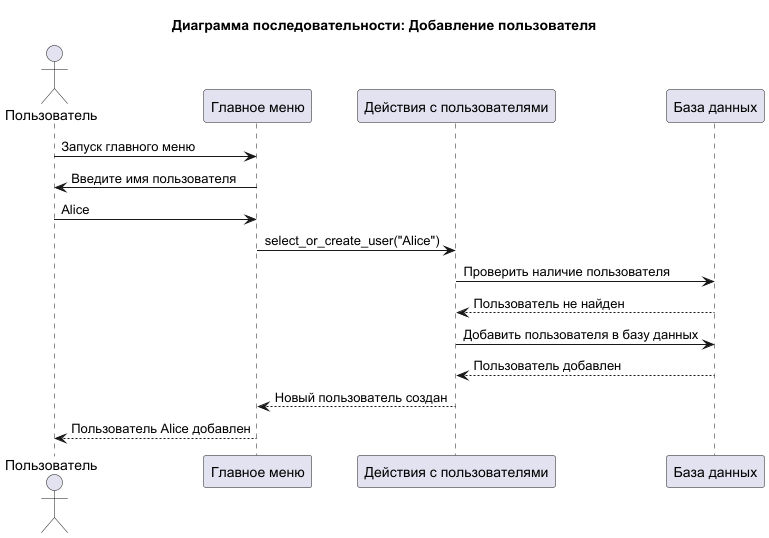 Диаграмма последовательности: Добавление пользователя
Пользователь
Главное меню
Действия с пользователями
База данных
Запуск главного меню
Введите имя пользователя
Alice
select_or_create_user("Alice")
Проверить наличие пользователя
Пользователь не найден
Добавить пользователя в базу данных
Пользователь добавлен
Новый пользователь создан
Пользователь Alice добавлен
Пользователь
Главное меню
Действия с пользователями
База данных